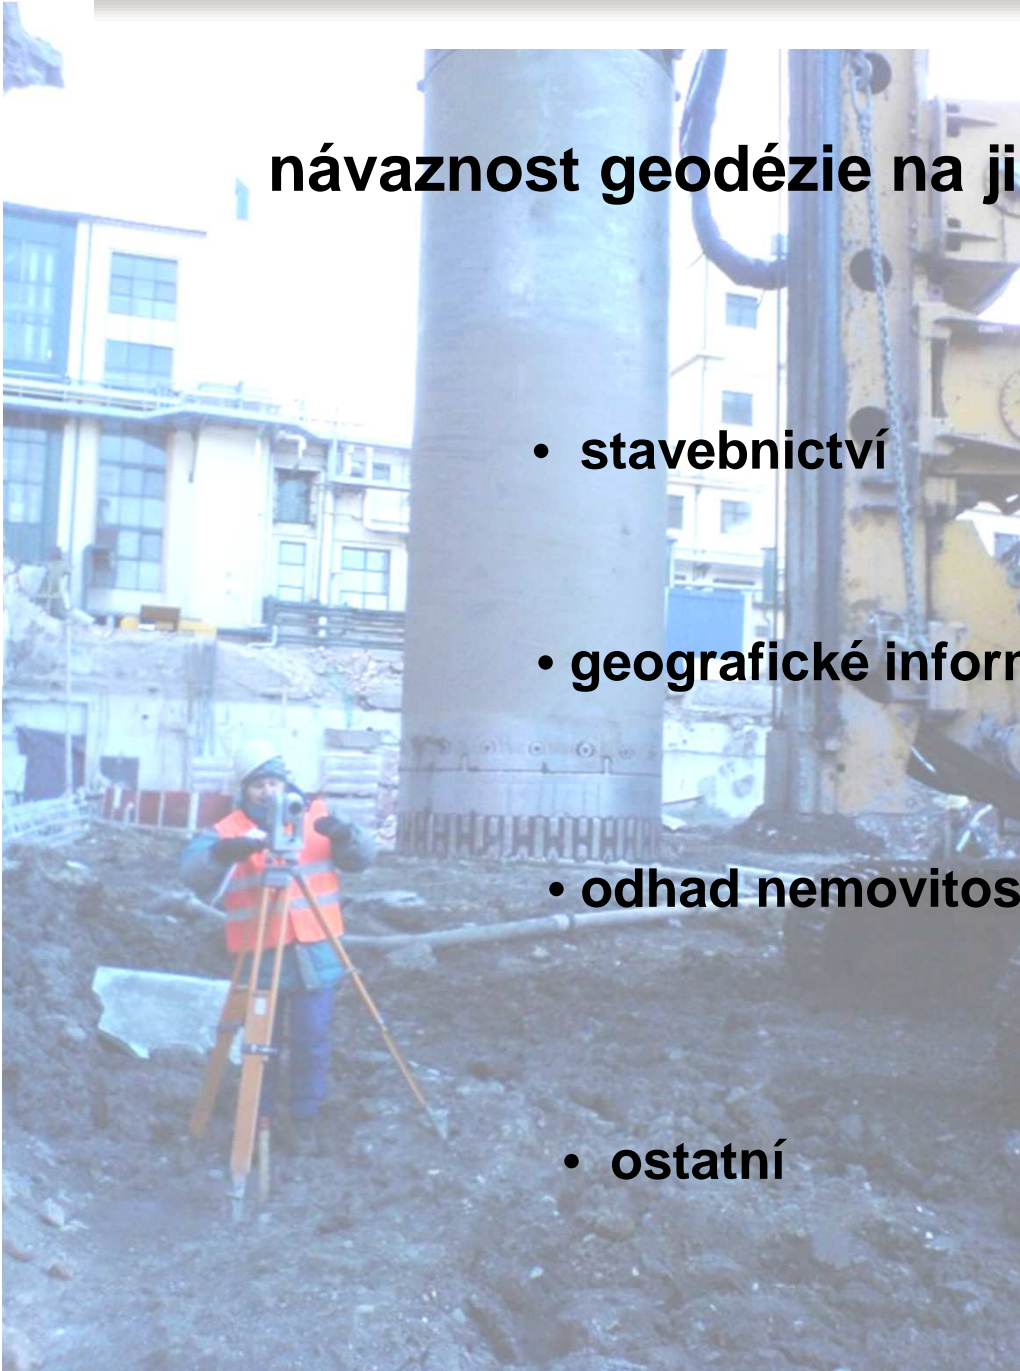 návaznost geodézie na ji
• stavebnictví
• geografické infor
• odhad nemovitos
• ostatní